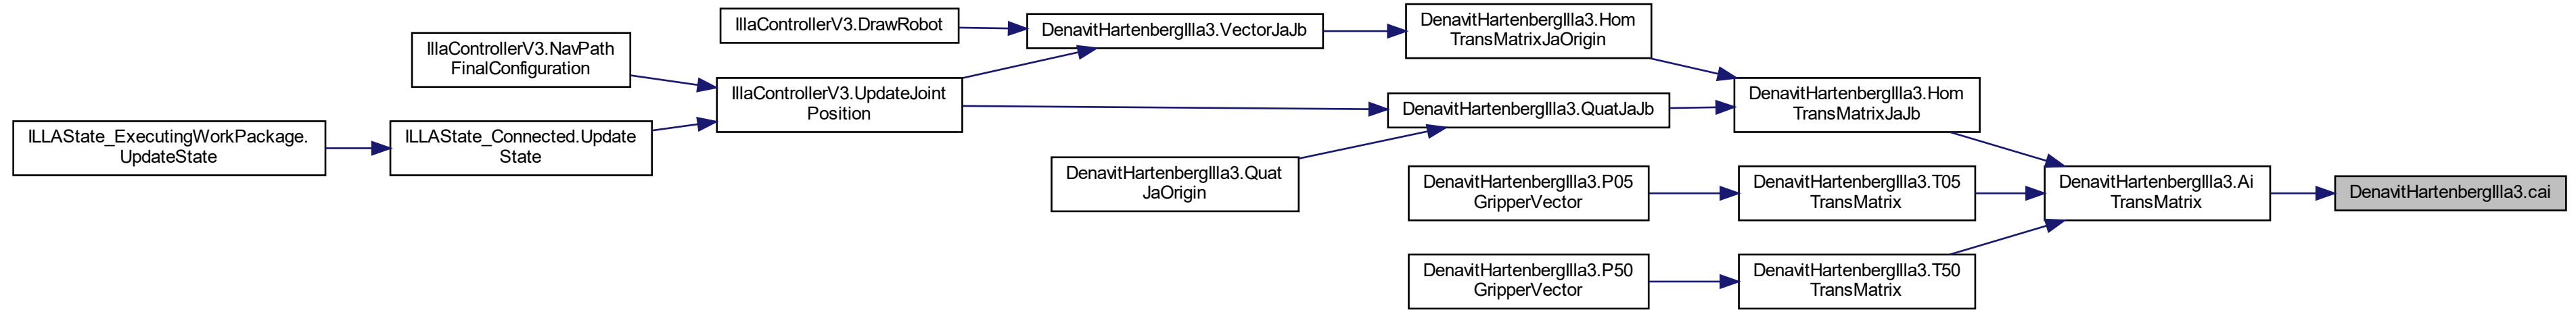 IllaControllerV3.DrawRobot
DenavitHartenbergIlla3.VectorJaJb
DenavitHartenbergIlla3.Hom
TransMatrixJaOrigin
IllaControllerV3.NavPath
FinalConfiguration
IllaControllerV3.UpdateJoint
Position
DenavitHartenbergIlla3.QuatJaJb
DenavitHartenbergIlla3.Hom
TransMatrixJaJb
ILLAState_ExecutingWorkPackage.
UpdateState
ILLAState_Connected.Update
State
DenavitHartenbergIlla3.Quat
JaOrigin
DenavitHartenbergIlla3.P05
GripperVector
DenavitHartenbergIlla3.T05
TransMatrix
DenavitHartenbergIlla3.Ai
TransMatrix
DenavitHartenbergIlla3.cai
DenavitHartenbergIlla3.P50
GripperVector
DenavitHartenbergIlla3.T50
TransMatrix